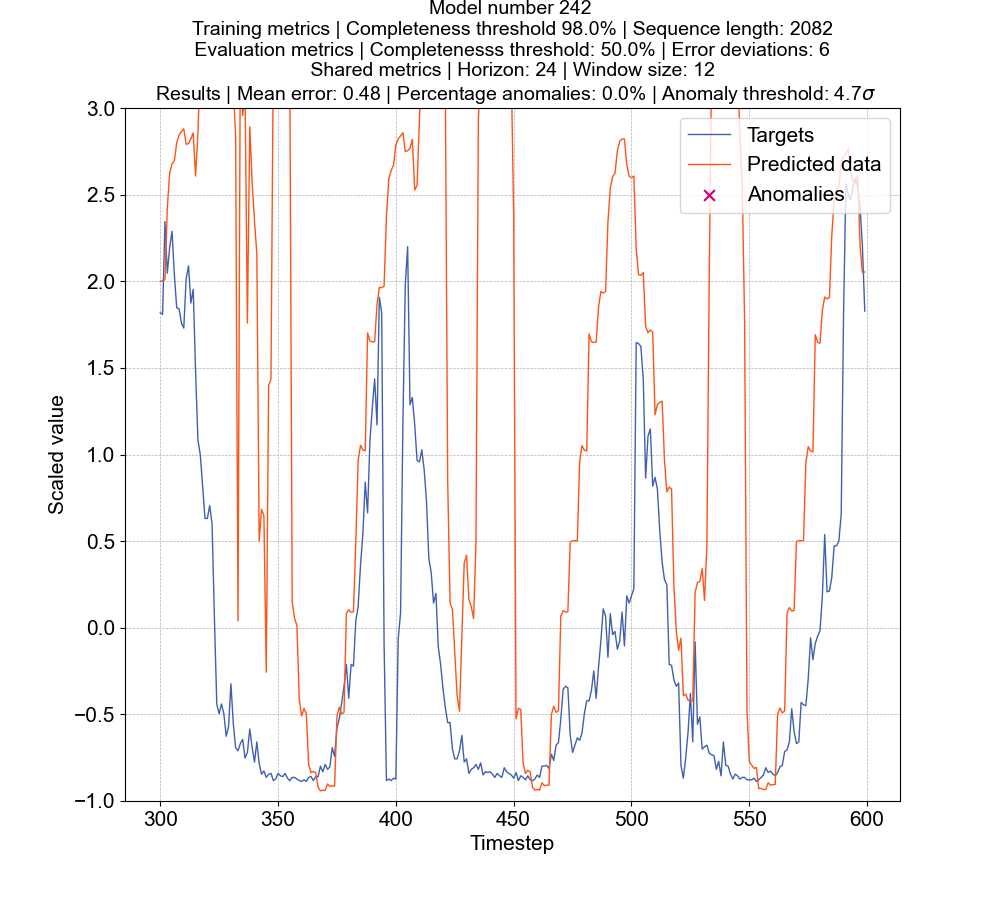 Model number 242
Training metrics | Completeness threshold 98.0% | Sequence length: 2082
Evaluation metrics | Completenesss threshold: 50.0% | Error deviations: 6
Shared metrics | Horizon: 24 | Window size: 12
Results | Mean error: 0.48 | Percentage anomalies: 0.0% | Anomaly threshold: 4.7σ
3.0
2.5
2.0
1.5
1.0
0.5
0.0
−0.5
−1.0
Scaled value
Targets
Predicted data
Anomalies
300 350 400 450 500 550 600
Timestep